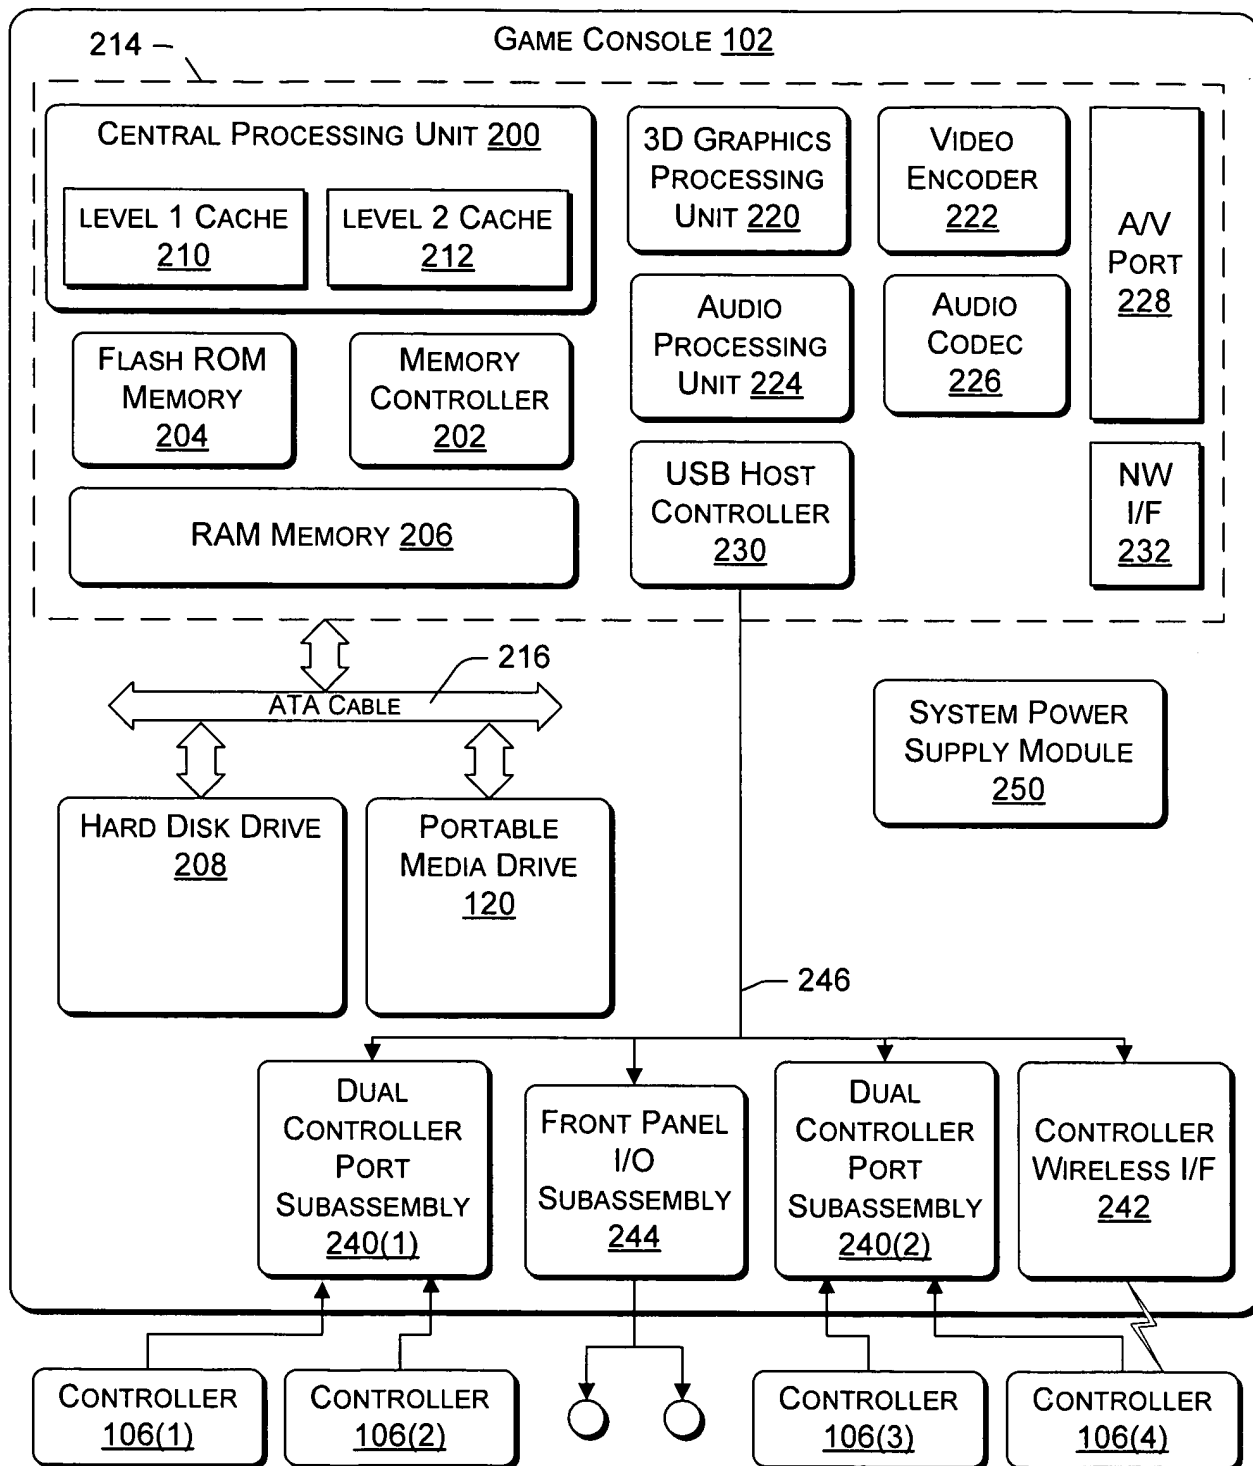 GAME CONSOLE 102
214
CENTRAL PROCESSING UNIT 200
LEVEL 1 CACHE
210
LEVEL 2 CACHE
212
3D GRAPHICS
PROCESSING
UNIT 220
VIDEO
ENCODER
222
A/V
PORT
228
FLASH ROM
MEMORY
204
MEMORY
CONTROLLER
202
AUDIO
PROCESSING
UNIT 224
AUDIO
CODEC
226
RAM MEMORY 206
USB HOST
CONTROLLER
230
NW
I/F
232
216
ATA CABLE
SYSTEM POWER
SUPPLY MODULE
250
HARD DISK DRIVE
208
PORTABLE
MEDIA DRIVE
120
246
DUAL
CONTROLLER
PORT
SUBASSEMBLY
240(1)
FRONT PANEL
I/O
SUBASSEMBLY
244
DUAL
CONTROLLER
PORT
SUBASSEMBLY
240(2)
CONTROLLER
WIRELESS I/F
242
CONTROLLER
106(1)
CONTROLLER
106(2)
CONTROLLER
106(3)
CONTROLLER
106(4)